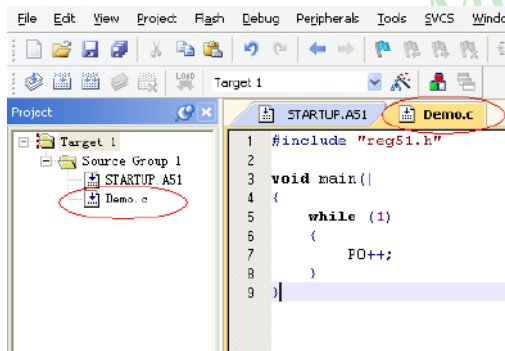 File Edit View Project Flash Debug Peripherals Tools SVCS Windo
LOAD Target 1
Project STARTUP.A51 Demo.c
Target 1
Source Group 1
STARTUP.A51
Demo.c
1 #include "reg51.h"
2
3 void main(|
4 {
5 while (1)
6 {
7 P0++;
8 }
9 }